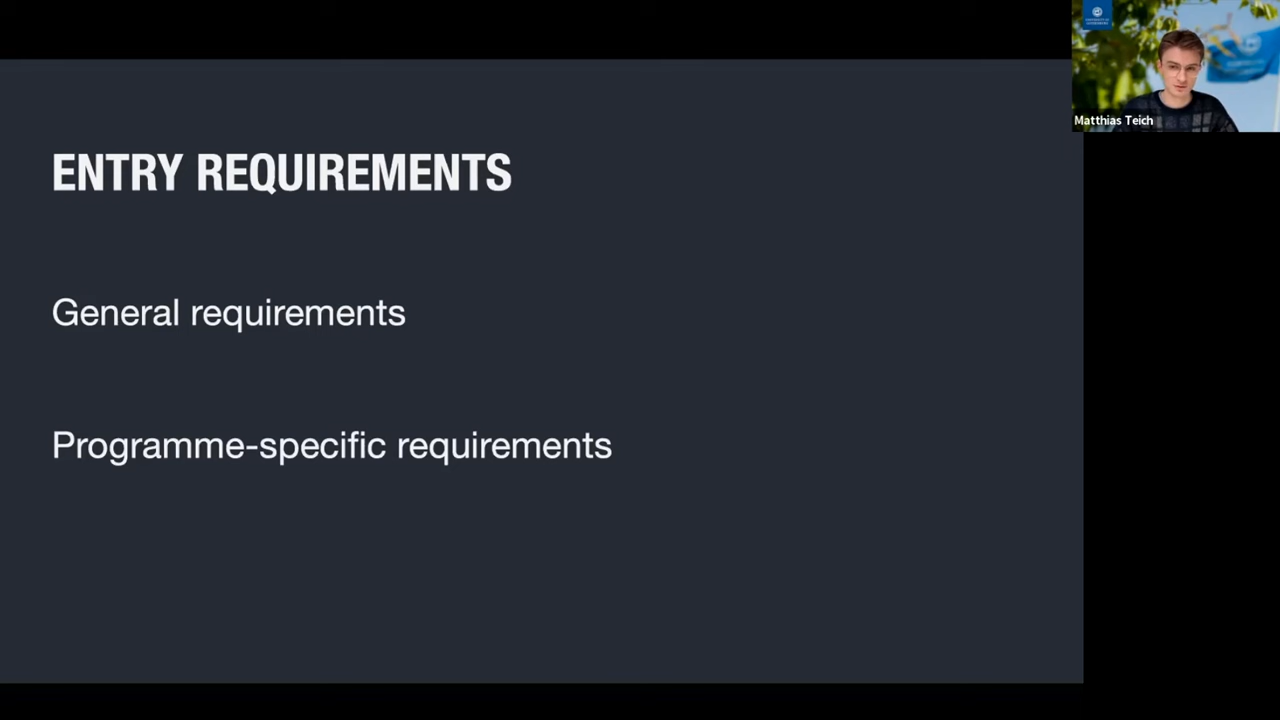 ENTRY REQUIREMENTS
General requirements
Programme-specific requirements
Matthias Teich